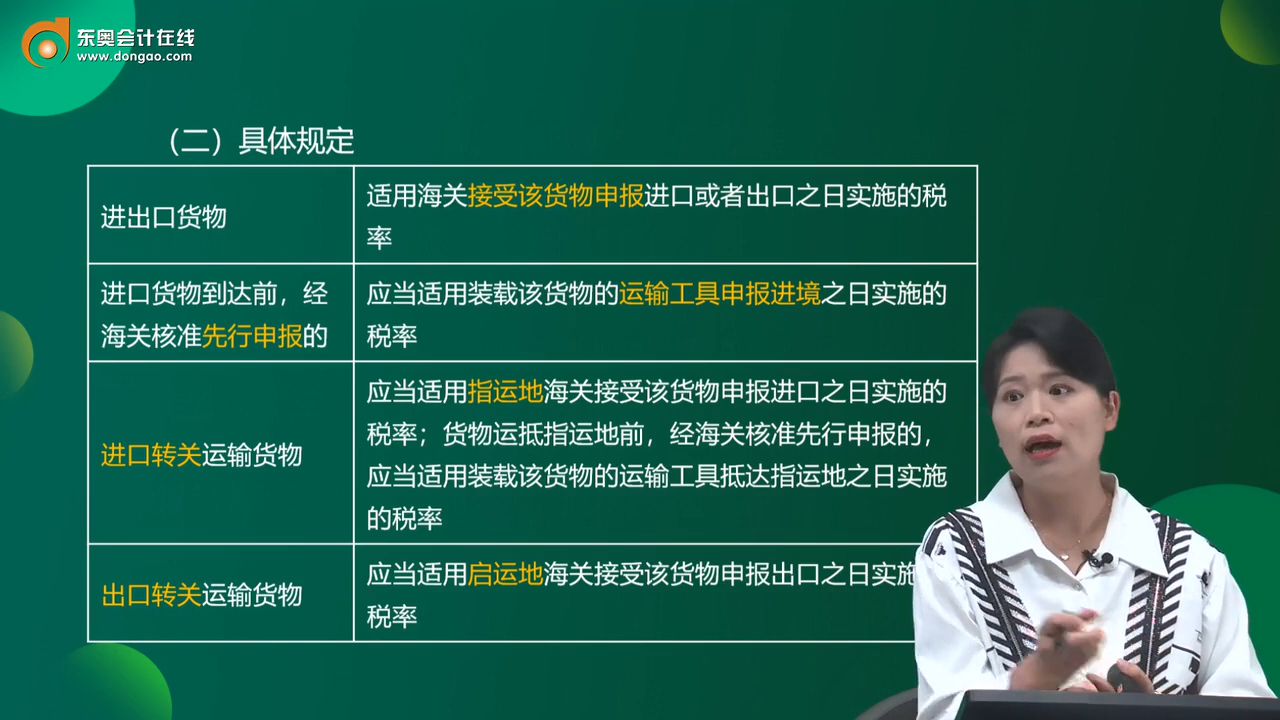 东奥会计在线
www.dongao.com
（二）具体规定
进出口货物
适用海关接受该货物申报进口或者出口之日实施的税
率
进口货物到达前，经
海关核准先行申报的
应当适用装载该货物的运输工具申报进境之日实施的
税率
进口转关运输货物
应当适用指运地海关接受该货物申报进口之日实施的
税率；货物运抵指运地前，经海关核准先行申报的，
应当适用装载该货物的运输工具抵达指运地之日实施
的税率
出口转关运输货物
应当适用启运地海关接受该货物申报出口之日实施
税率